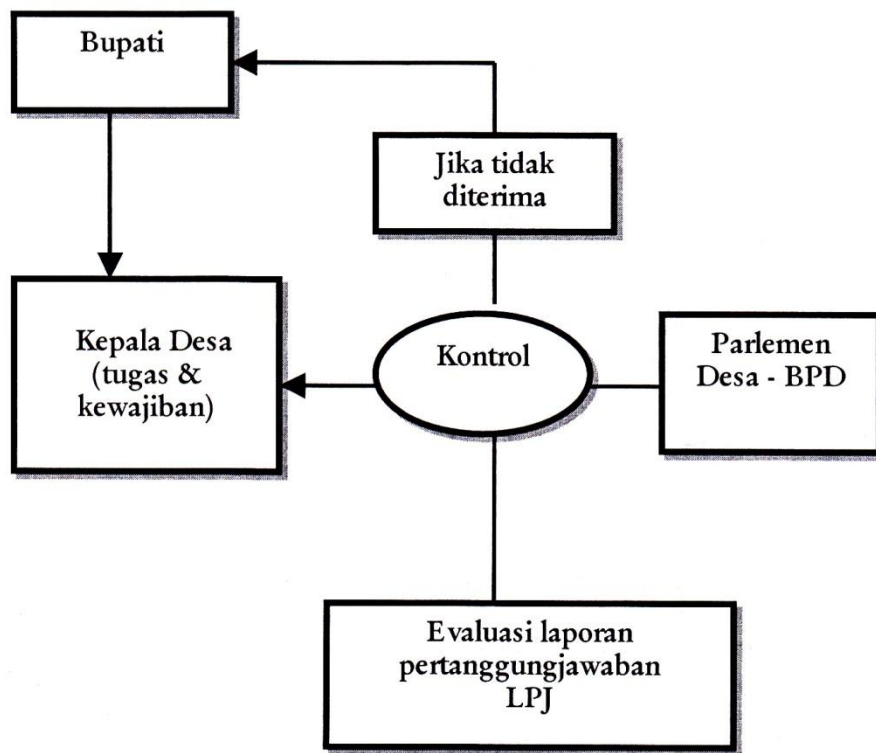 Bupati
Jika tidak
diterima
Kepala Desa
(tugas &
kewajiban)
Kontrol
Parlemen
Desa - BPD
Evaluasi laporan
pertanggungjawaban
LPJ